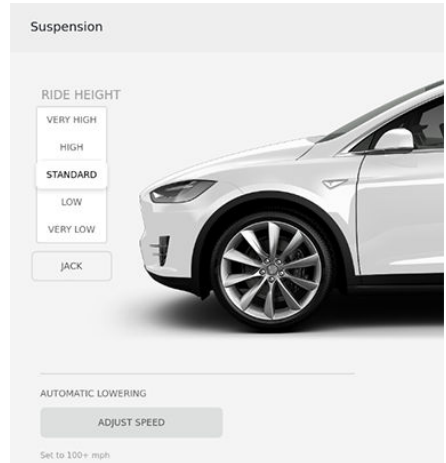 Suspension
RIDE HEIGHT
VERY HIGH
HIGH
STANDARD
LOW
VERY LOW
JACK
AUTOMATIC LOWERING
ADJUST SPEED
Set to 100+ mph